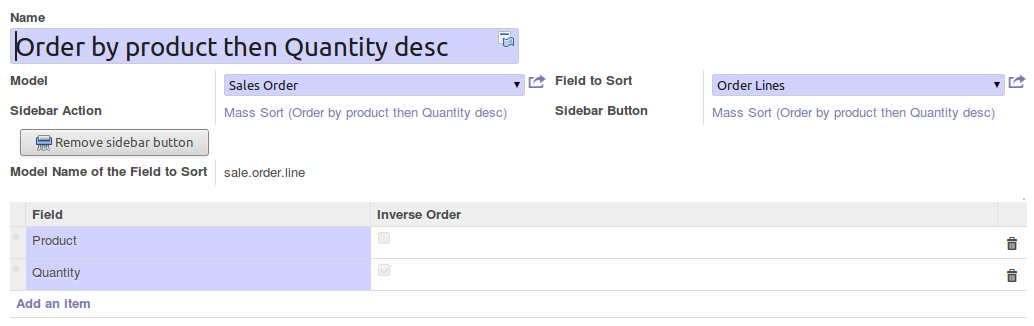 Name
Order by product then Quantity desc
Model Sales Order Field to Sort Order Lines
Sidebar Action Mass Sort (Order by product then Quantity desc) Sidebar Button Mass Sort (Order by product then Quantity desc)
Remove sidebar button
Model Name of the Field to Sort sale.order.line
Field Inverse Order
Product
Quantity
Add an item